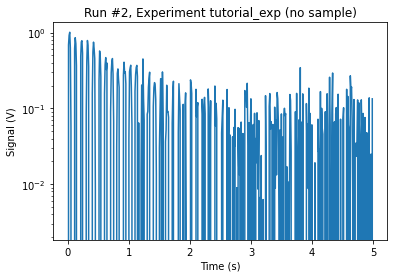 Run #2, Experiment tutorial_exp (no sample)
Signal (V)
10⁰
10⁻¹
10⁻²
0 1 2 3 4 5
Time (s)